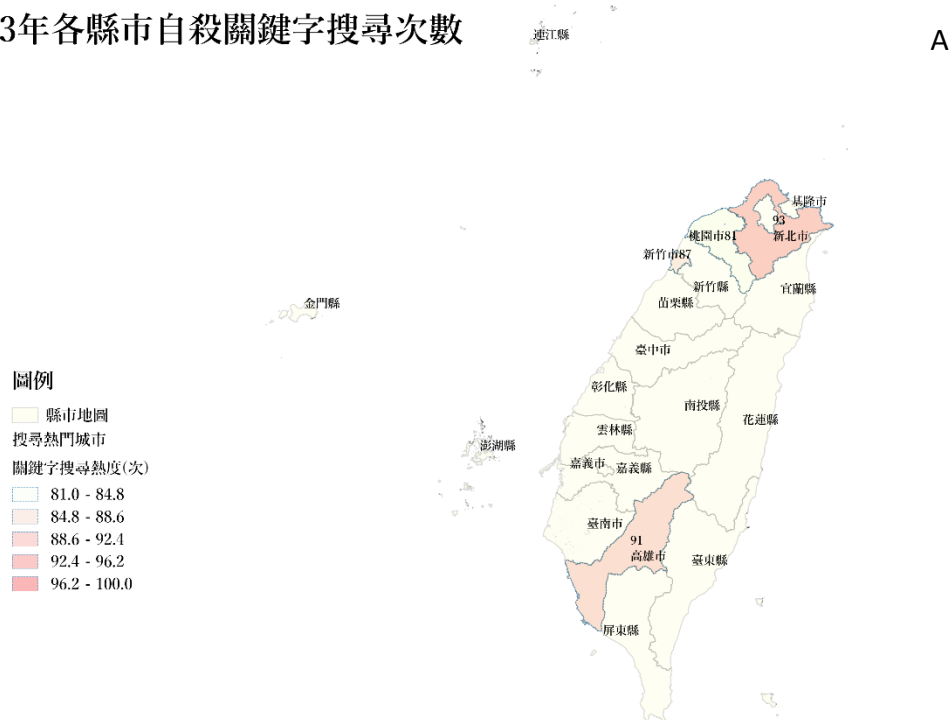 3年各縣市自殺關鍵字搜尋次數
A
連江縣
基隆市
93
新北市
桃園市81
新竹市87
新竹縣
宜蘭縣
苗栗縣
金門縣
臺中市
彰化縣
南投縣
花蓮縣
雲林縣
澎湖縣
嘉義市
嘉義縣
臺南市
91
高雄市
臺東縣
屏東縣
圖例
縣市地圖
搜尋熱門城市
關鍵字搜尋熱度(次)
81.0 - 84.8
84.8 - 88.6
88.6 - 92.4
92.4 - 96.2
96.2 - 100.0